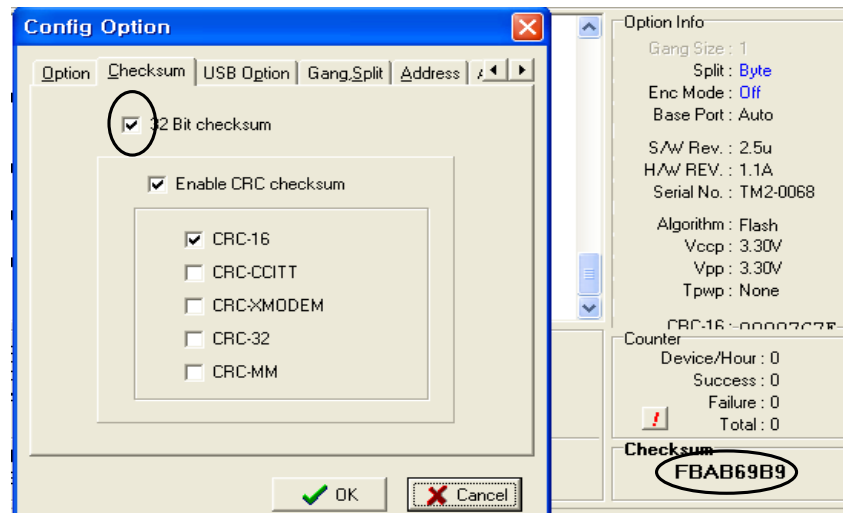 Config Option
Option Checksum USB Option Gang,Split Address
32 Bit checksum
Enable CRC checksum
CRC-16
CRC-CCITT
CRC-XMODEM
CRC-32
CRC-MM
OK Cancel
Option Info
Gang Size : 1
Split : Byte
Enc Mode : Off
Base Port : Auto
S/W Rev. : 2.5u
H/W REV. : 1.1A
Serial No. : TM2-0068
Algorithm : Flash
Vccp : 3.30V
Vpp : 3.30V
Tpwp : None
CRC-16 :
Counter
Device/Hour : 0
Success : 0
Failure : 0
Total : 0
Checksum
FBAB69B9